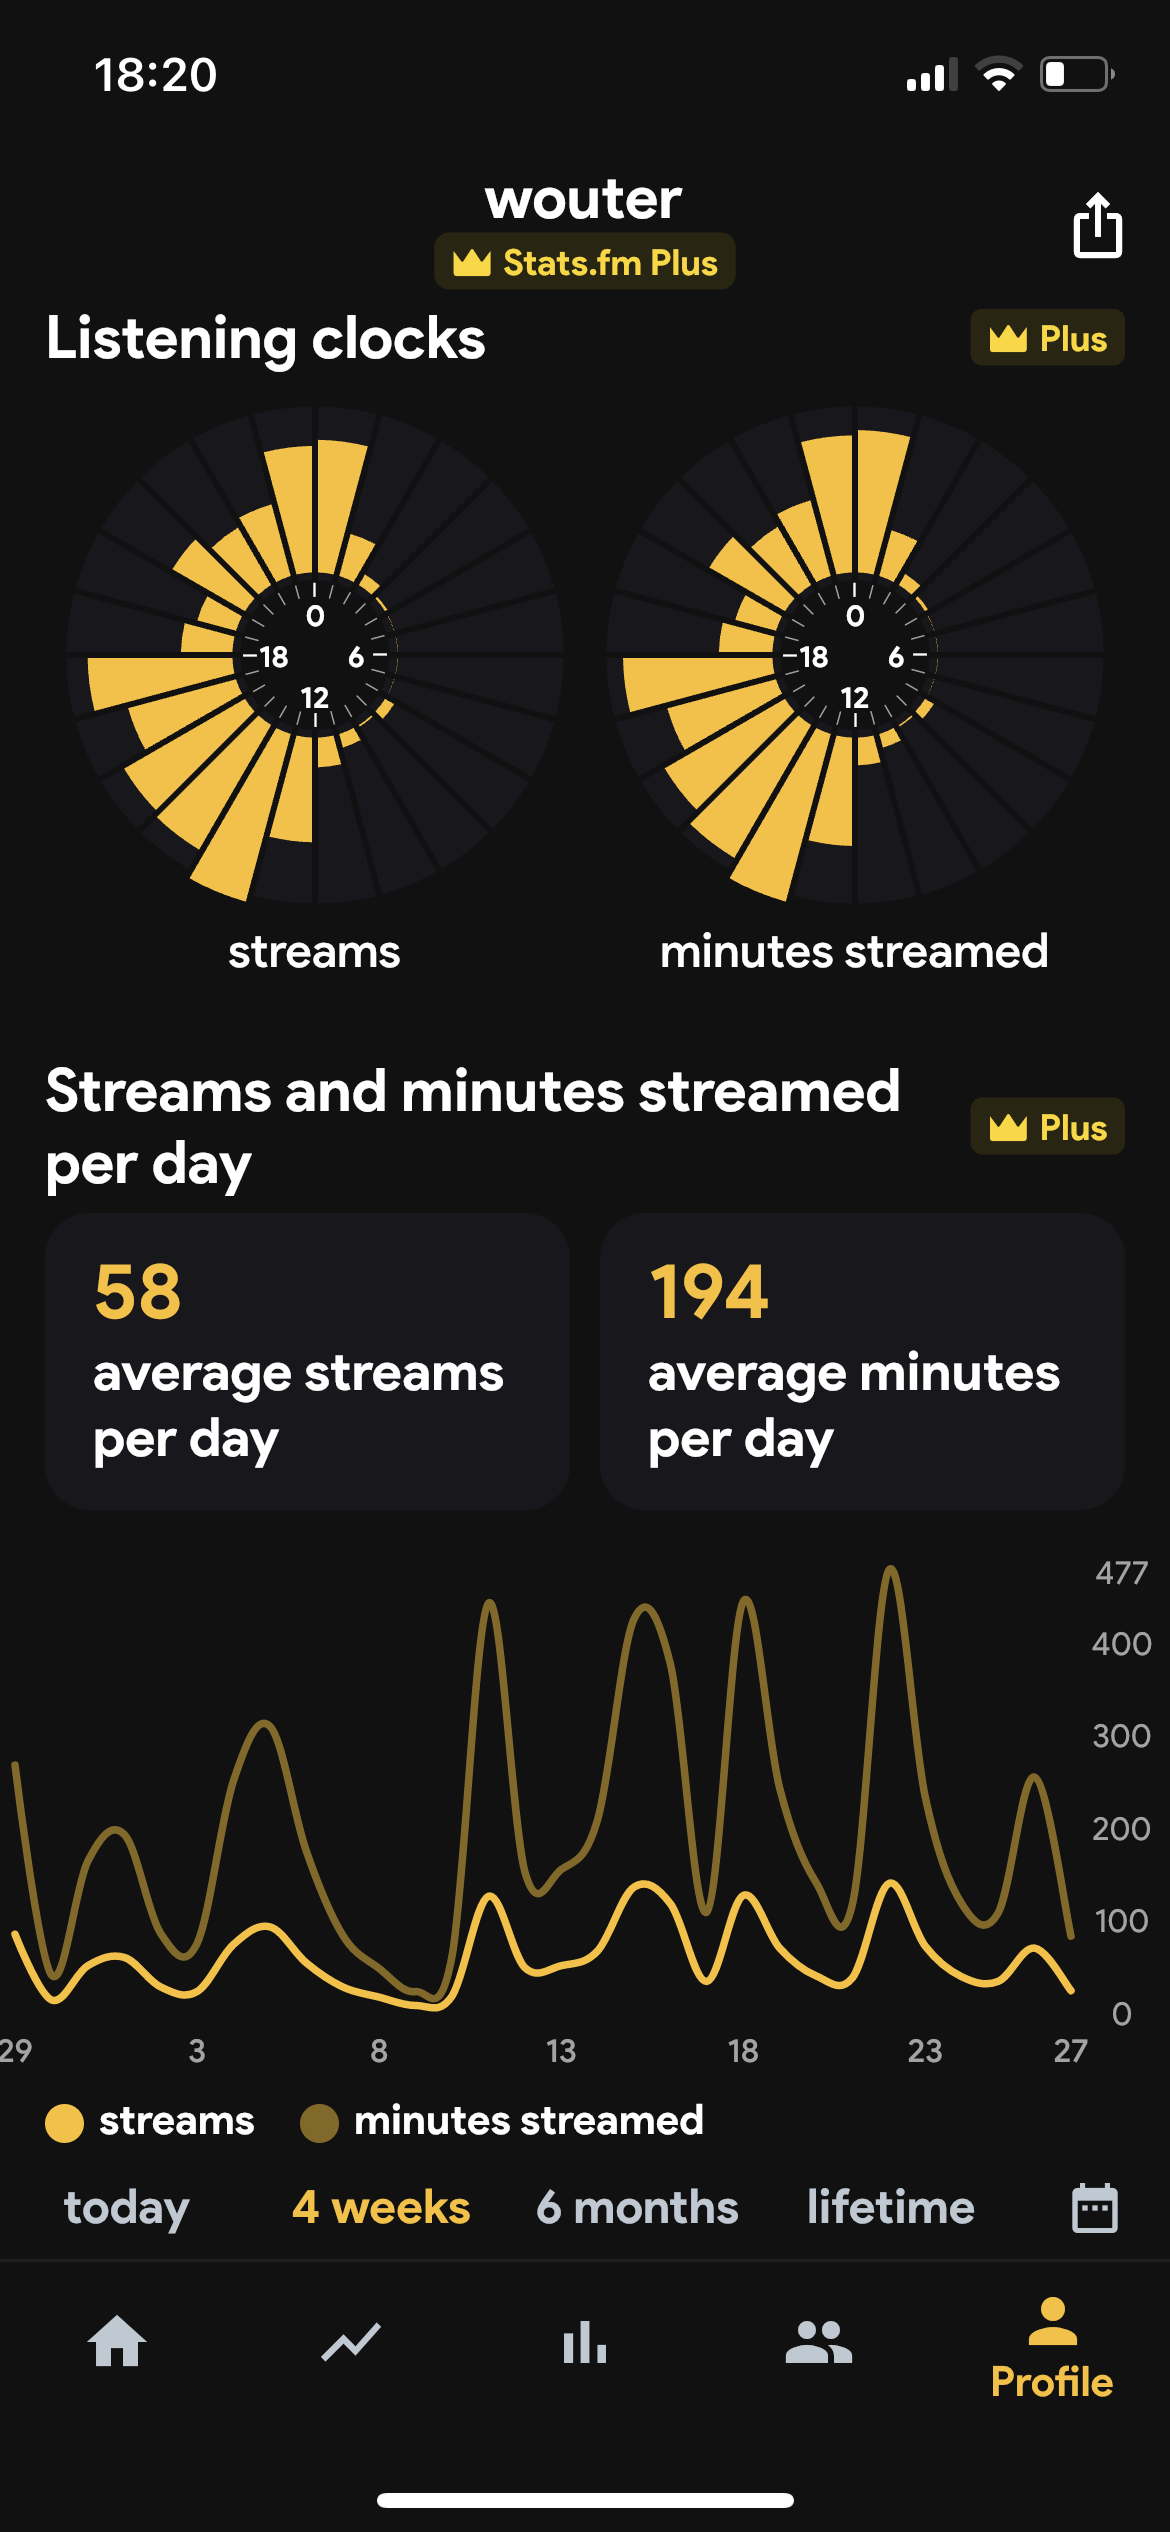 18:20
wouter
Stats.fm Plus
Listening clocks
Plus
0
18
6
12
0
18
6
12
streams
minutes streamed
Streams and minutes streamed
per day
Plus
58
average streams
per day
194
average minutes
per day
477
400
300
200
100
0
29
3
8
13
18
23
27
streams
minutes streamed
today
4 weeks
6 months
lifetime
Profile